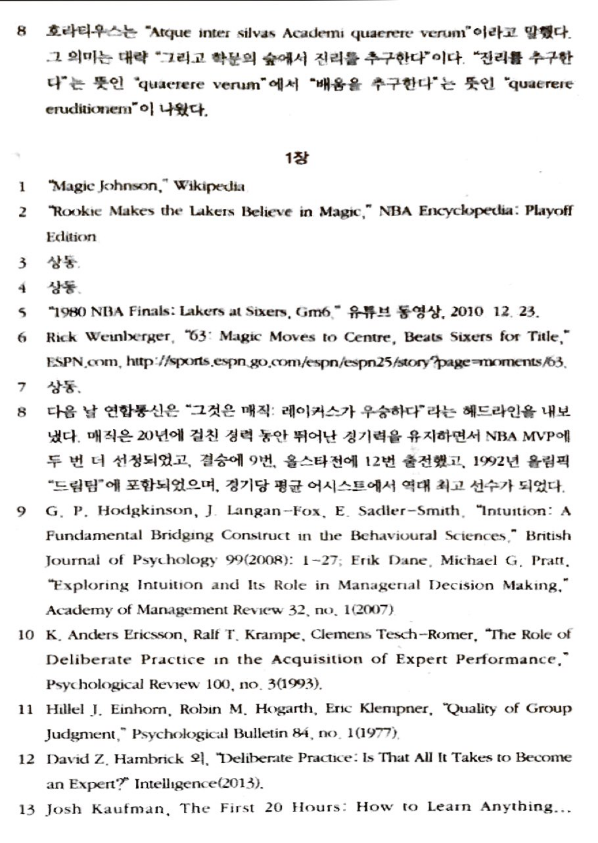 8 호라티우스는 "Atque inter silvas Academi quaerere verum"이라고 말했다.
그 의미는 대략 "그리고 학문의 숲에서 진리를 추구한다"이다. "진리를 추구한
다"는 뜻인 "quaerere verum"에서 "배움을 추구한다"는 뜻인 "quaerere
eruditionem"이 나왔다.
1장
1 "Magic Johnson," Wikipedia
2 "Rookie Makes the Lakers Believe in Magic," NBA Encyclopedia: Playoff
Edition
3 상동.
4 상동.
5 "1980 NBA Finals: Lakers at Sixers, Gm6." 유튜브 동영상, 2010. 12. 23.
6 Rick Weinberger, "63: Magic Moves to Centre, Beats Sixers for Title,"
ESPN.com, http://sports.espn.go.com/espn/espn25/story?page=moments/63.
7 상동.
8 다음 날 연합통신은 "그것은 매직: 레이커스가 우승하다"라는 헤드라인을 내보
냈다. 매직은 20년에 걸친 경력 동안 뛰어난 경기력을 유지하면서 NBA MVP에
두 번 더 선정되었고, 결승에 9번, 올스타전에 12번 출전했고, 1992년 올림픽
"드림팀"에 포함되었으며, 경기당 평균 어시스트에서 역대 최고 선수가 되었다.
9 G. P. Hodgkinson, J. Langan-Fox, E. Sadler-Smith, "Intuition: A
Fundamental Bridging Construct in the Behavioural Sciences," British
Journal of Psychology 99(2008): 1-27; Erik Dane, Michael G. Pratt,
"Exploring Intuition and Its Role in Managerial Decision Making,"
Academy of Management Review 32, no. 1(2007)
10 K. Anders Ericsson, Ralf T. Krampe, Clemens Tesch-Romer, "The Role of
Deliberate Practice in the Acquisition of Expert Performance,"
Psychological Review 100, no. 3(1993).
11 Hillel J. Einhorn, Robin M. Hogarth, Eric Klempner, "Quality of Group
Judgment," Psychological Bulletin 84, no. 1(1977).
12 David Z. Hambrick 외, "Deliberate Practice: Is That All It Takes to Become
an Expert?" Intelligence(2013).
13 Josh Kaufman, The First 20 Hours: How to Learn Anything...